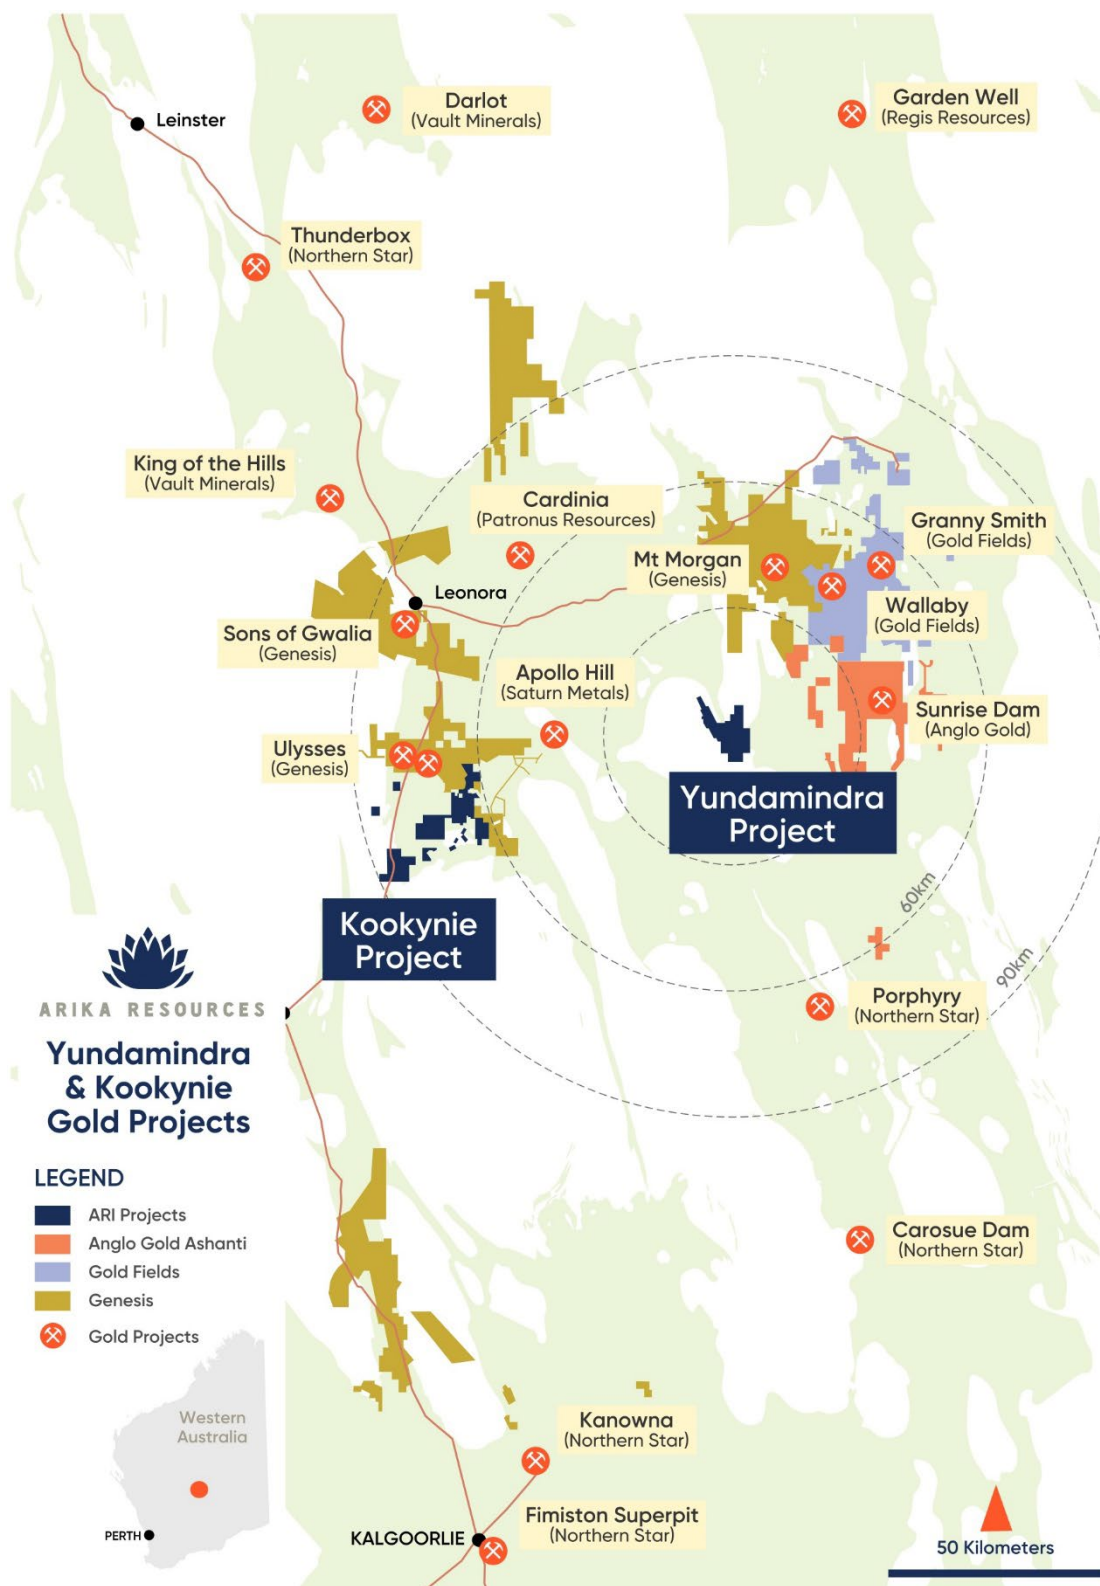 Leinster
Darlot
(Vault Minerals)
Garden Well
(Regis Resources)
Thunderbox
(Northern Star)
King of the Hills
(Vault Minerals)
Cardinia
(Patronus Resources)
Granny Smith
(Gold Fields)
Mt Morgan
(Genesis)
Leonora
Wallaby
(Gold Fields)
Sons of Gwalia
(Genesis)
Apollo Hill
(Saturn Metals)
Sunrise Dam
(Anglo Gold)
Ulysses
(Genesis)
Yundamindra
Project
60km
90km
Kookynie
Project
Porphyry
(Northern Star)
ARIKA RESOURCES
Yundamindra
& Kookynie
Gold Projects
LEGEND
ARI Projects
Anglo Gold Ashanti
Gold Fields
Genesis
Gold Projects
Carosue Dam
(Northern Star)
Western
Australia
PERTH
Kanowna
(Northern Star)
Fimiston Superpit
(Northern Star)
KALGOORLIE
50 Kilometers